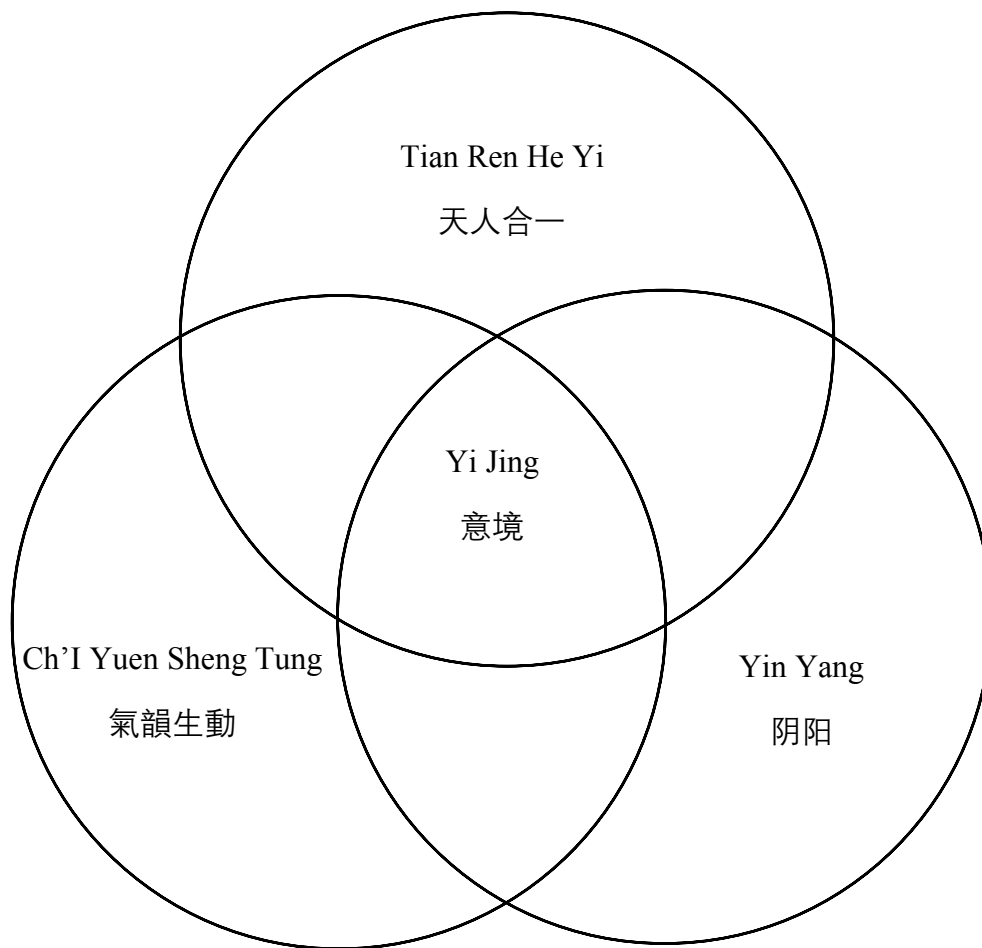 Tian Ren He Yi
天人合一
Yi Jing
意境
Ch’I Yuen Sheng Tung
氣韻生動
Yin Yang
阴阳